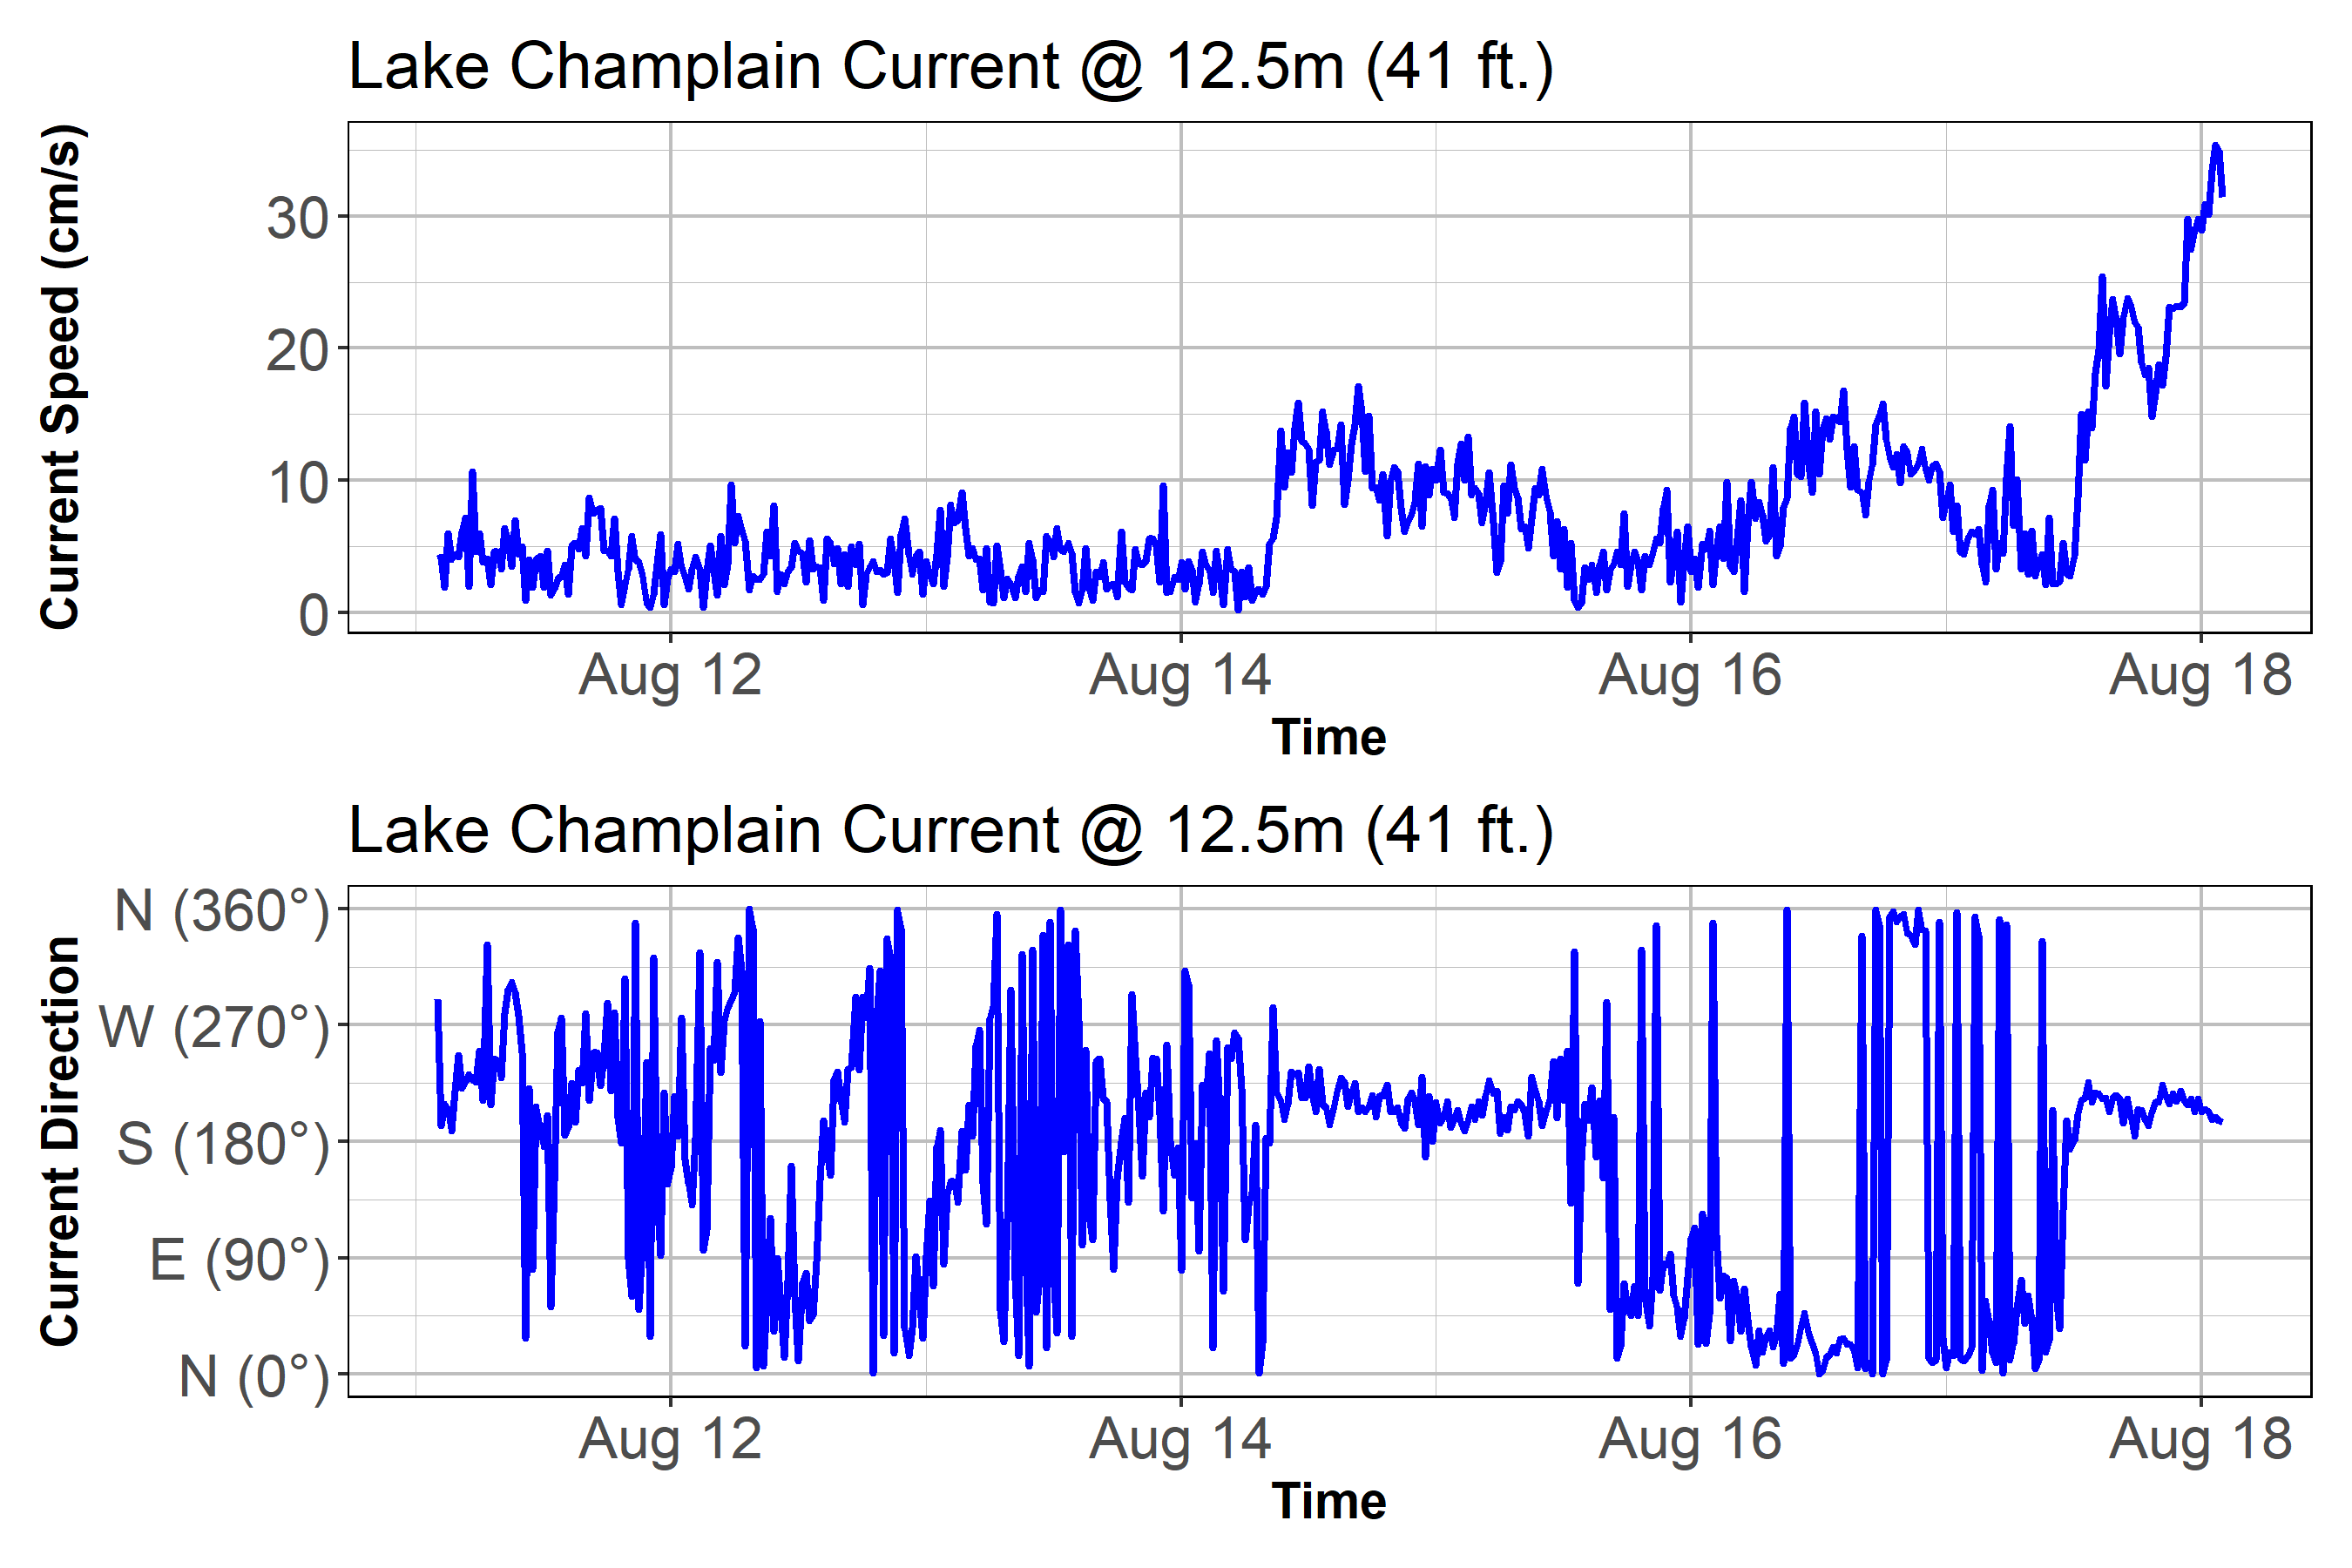 Lake Champlain Current @ 12.5m (41 ft.)
Current Speed (cm/s)
30
20
10
0
Aug 12 Aug 14 Aug 16 Aug 18
Time
Lake Champlain Current @ 12.5m (41 ft.)
Current Direction
N (360°)
W (270°)
S (180°)
E (90°)
N (0°)
Aug 12 Aug 14 Aug 16 Aug 18
Time